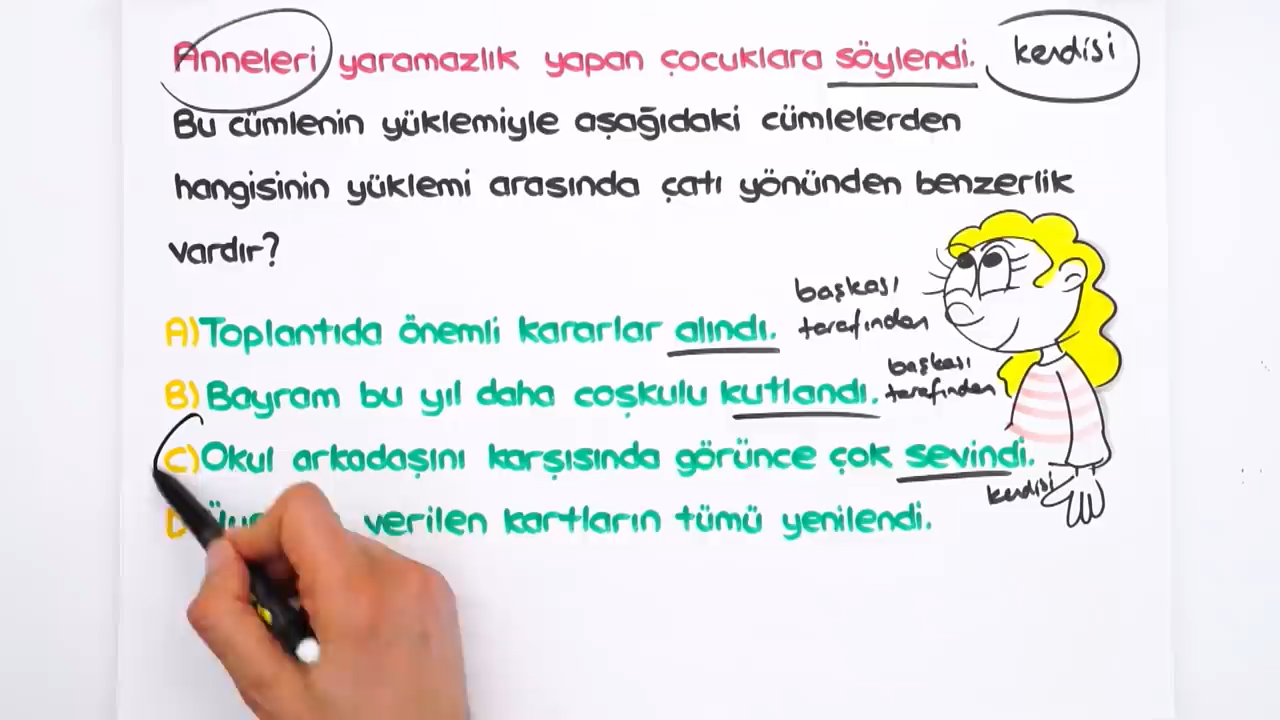 Anneleri yaramazlık yapan çocuklara söylendi. kendisi
Bu cümlenin yüklemiyle aşağıdaki cümlelerden
hangisinin yüklemi arasında çatı yönünden benzerlik
vardır?
A) Toplantıda önemli kararlar alındı. başkası tarafından
B) Bayram bu yıl daha coşkulu kutlandı. başkası tarafından
C) Okul arkadaşını karşısında görünce çok sevindi. kendisi
verilen kartların tümü yenilendi.